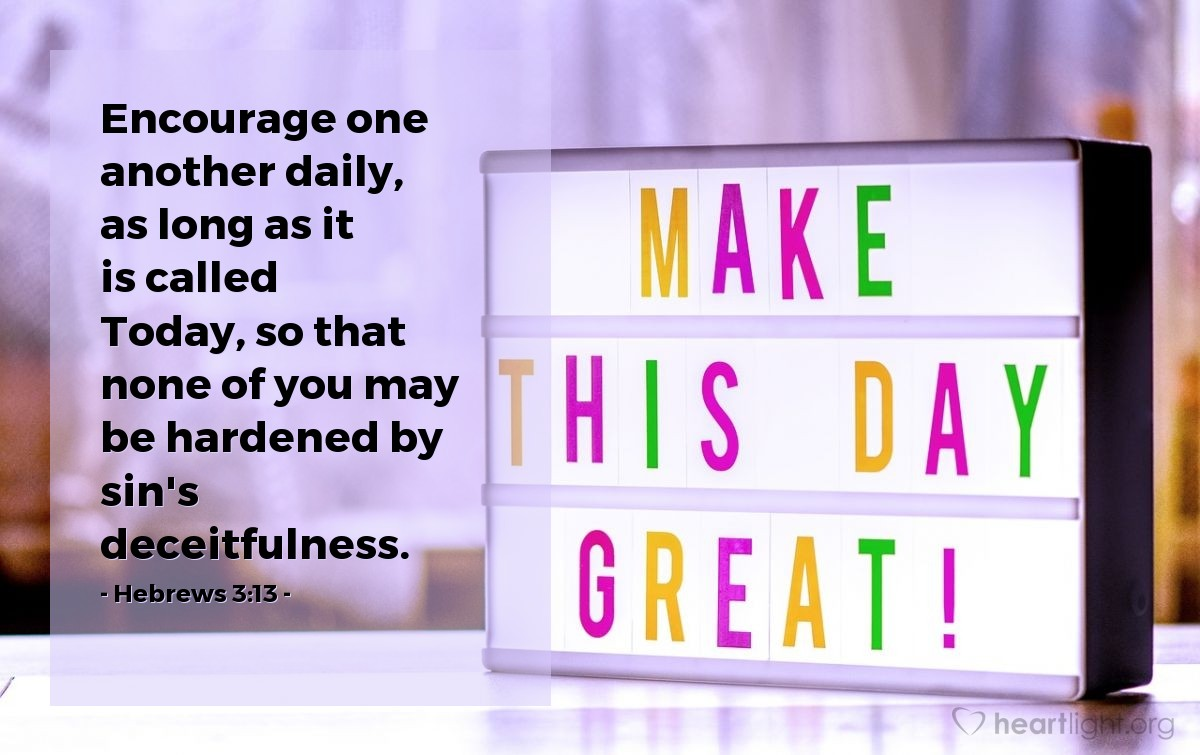 Encourage one
another daily,
as long as it
is called
Today, so that
none of you may
be hardened by
sin's
deceitfulness.
- Hebrews 3:13 -
MAKE
THIS DAY
GREAT!
heartlight.org